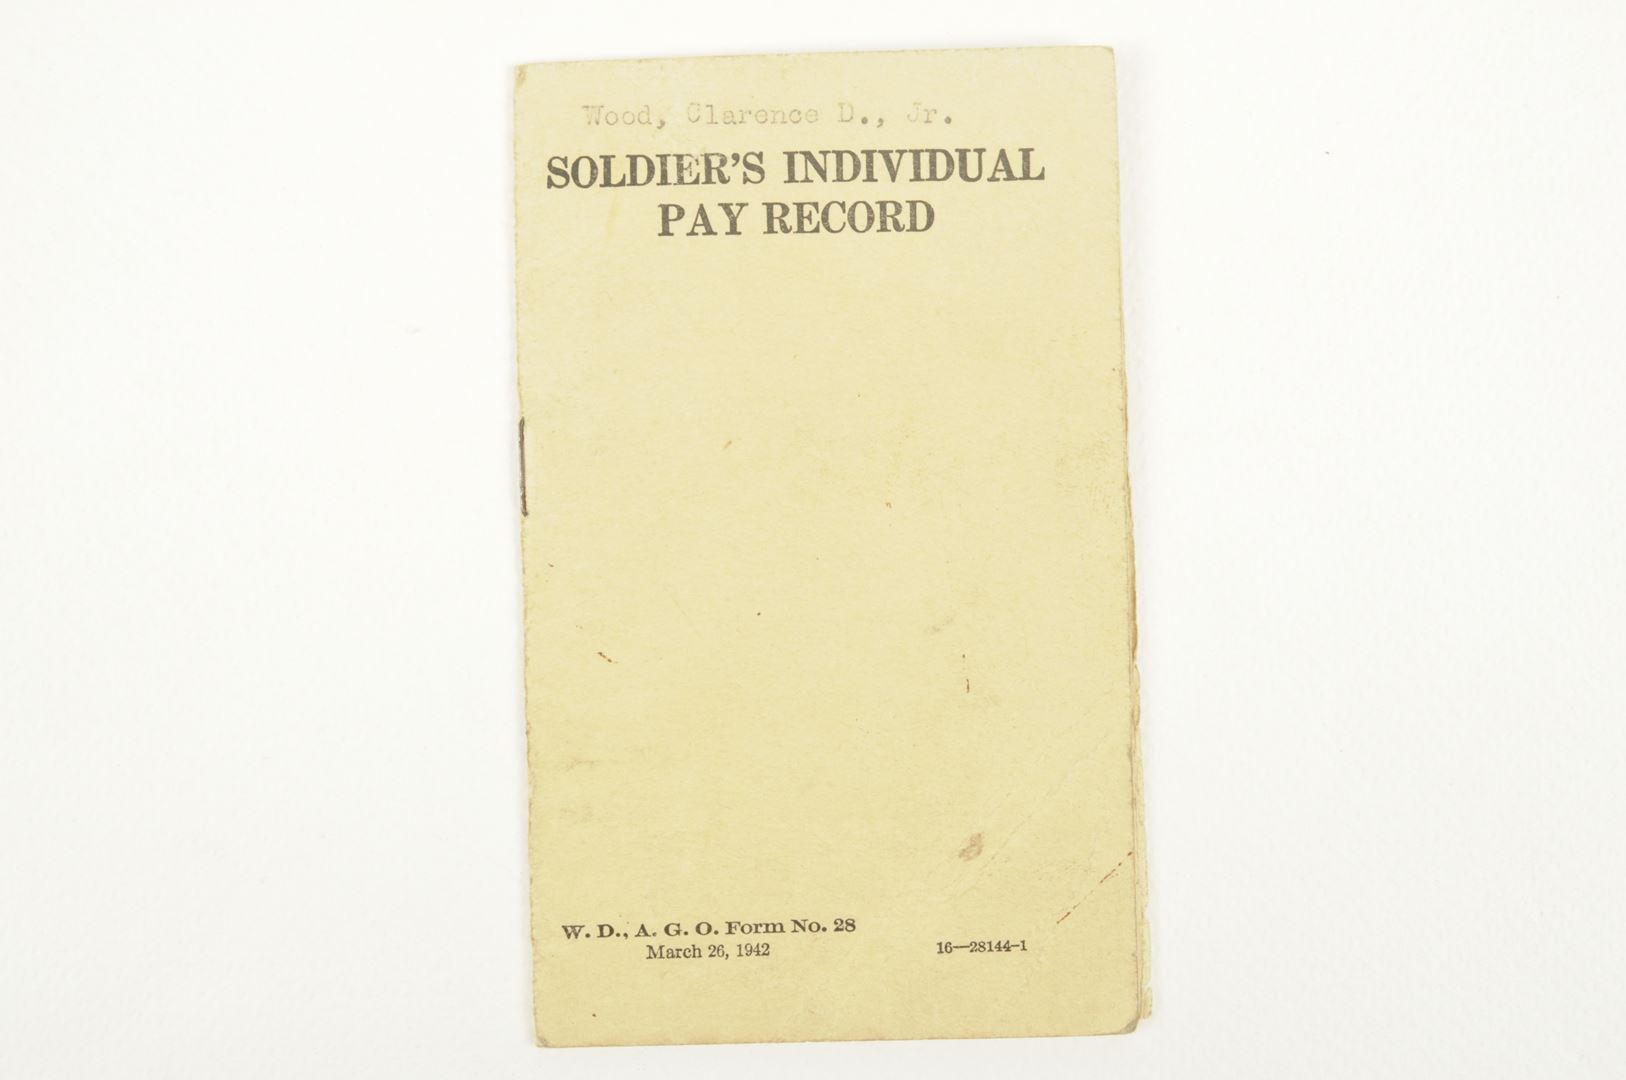 Wood, Clarence D., Jr.
SOLDIER'S INDIVIDUAL
PAY RECORD
W. D., A. G. O. Form No. 28
March 26, 1942
16—28144-1